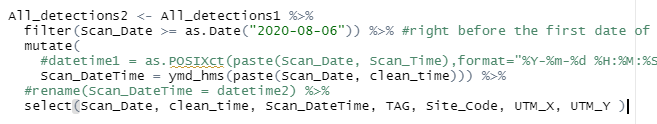 All_detections2 <- All_detections1 %>%
filter(Scan_Date >= as.Date("2020-08-06")) %>% #right before the first date of
mutate(
#datetime1 = as.POSIXct(paste(Scan_Date, Scan_Time),format="%Y-%m-%d %H:%M:%S
Scan_DateTime = ymd_hms(paste(Scan_Date, clean_time))) %>%
#rename(Scan_DateTime = datetime2) %>%
select(Scan_Date, clean_time, Scan_DateTime, TAG, Site_Code, UTM_X, UTM_Y )